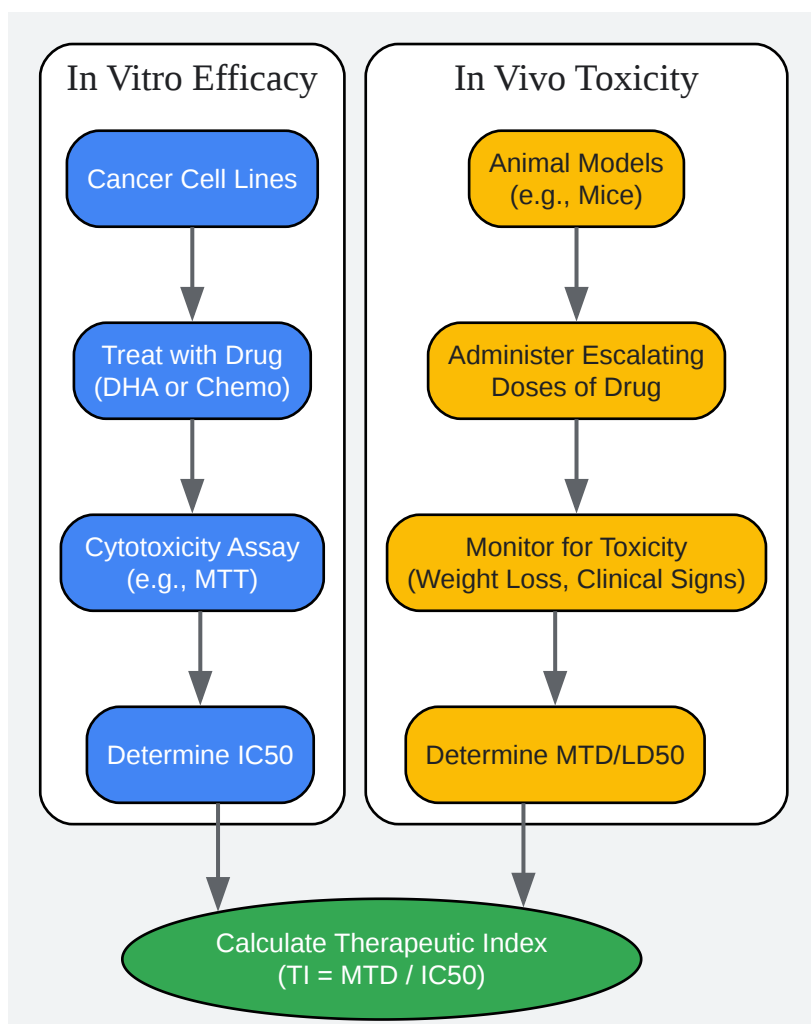 In Vitro Efficacy
Cancer Cell Lines
Treat with Drug
(DHA or Chemo)
Cytotoxicity Assay
(e.g., MTT)
Determine IC50
In Vivo Toxicity
Animal Models
(e.g., Mice)
Administer Escalating
Doses of Drug
Monitor for Toxicity
(Weight Loss, Clinical Signs)
Determine MTD/LD50
Calculate Therapeutic Index
(TI = MTD / IC50)